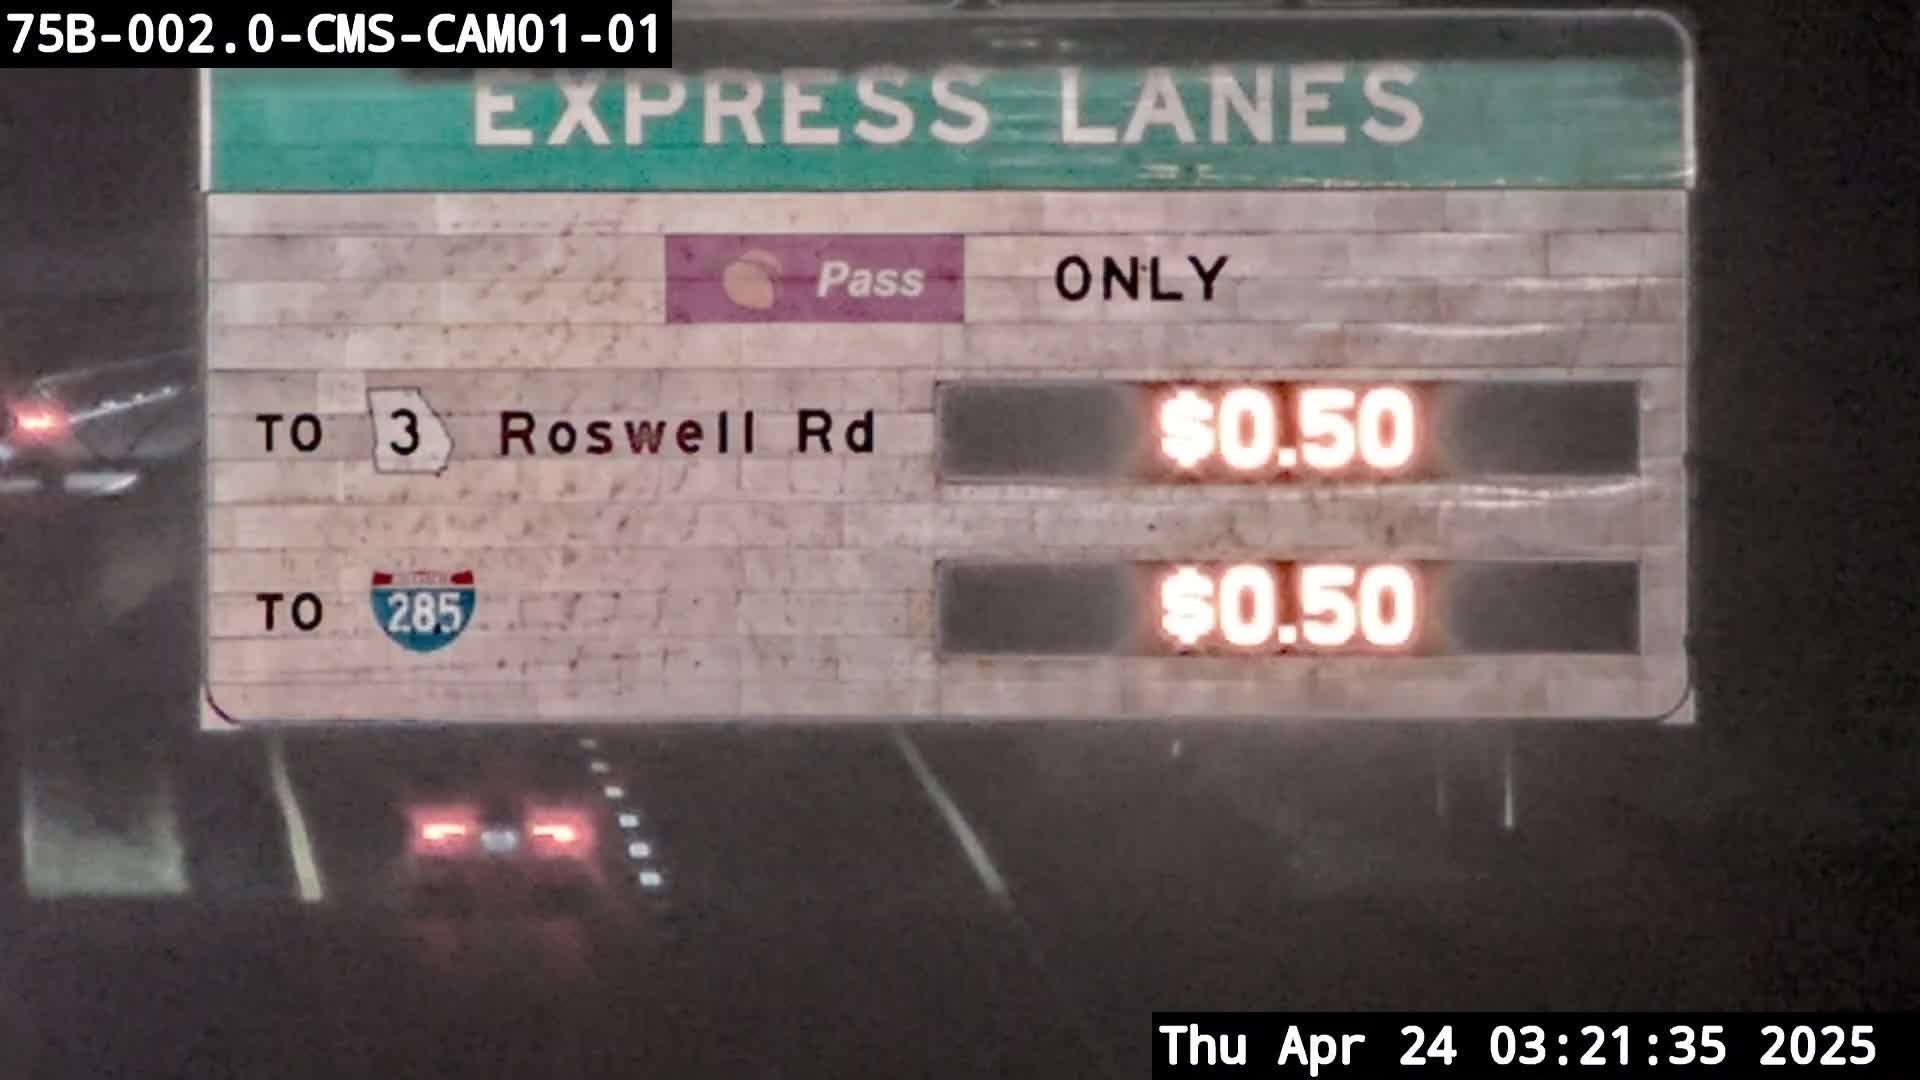 75B-002.0-CMS-CAM01-01
EXPRESS LANES
Pass ONLY
TO 3 Roswell Rd $0.50
TO 285 $0.50
Thu Apr 24 03:21:35 2025